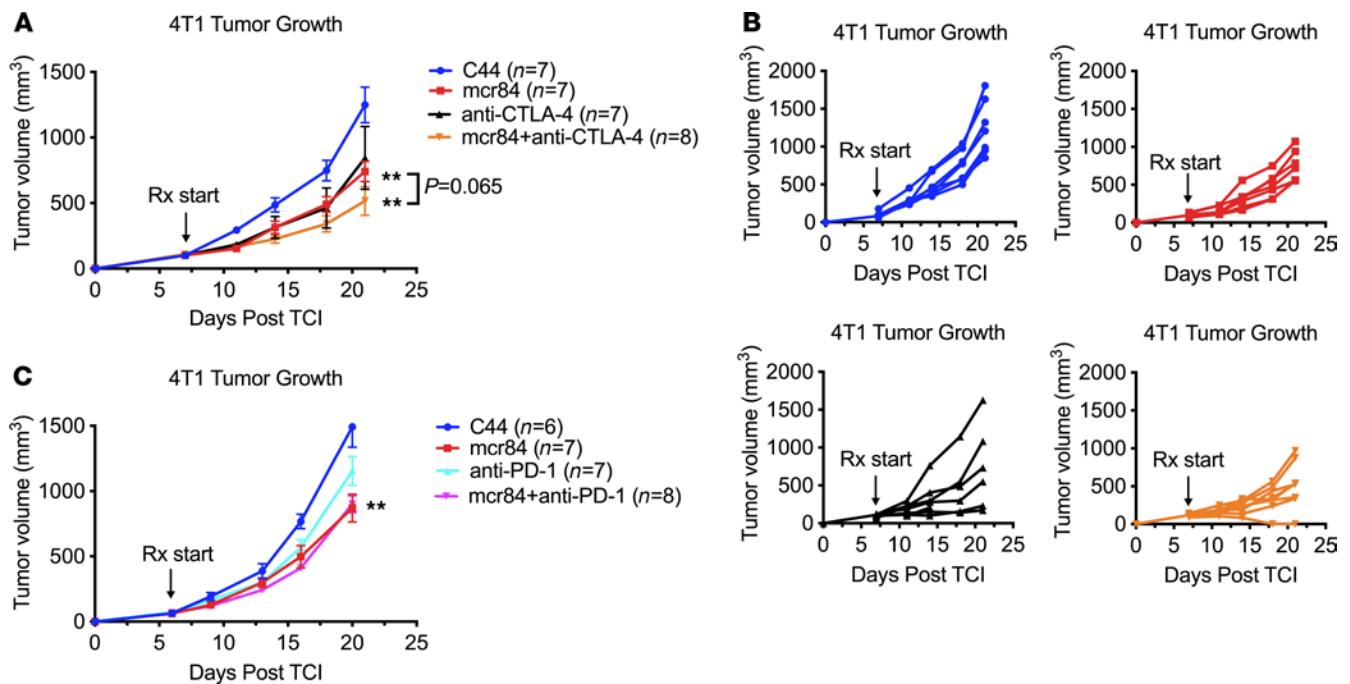 A
4T1 Tumor Growth
Tumor volume (mm³)
1500
1000
500
0
Rx start
C44 (n=7)
mcr84 (n=7)
anti-CTLA-4 (n=7)
mcr84+anti-CTLA-4 (n=8)
**
**
P=0.065
0 5 10 15 20 25
Days Post TCI
B
4T1 Tumor Growth
Tumor volume (mm³)
2000
1500
1000
500
0
Rx start
0 5 10 15 20 25
Days Post TCI
4T1 Tumor Growth
Tumor volume (mm³)
2000
1500
1000
500
0
Rx start
0 5 10 15 20 25
Days Post TCI
4T1 Tumor Growth
Tumor volume (mm³)
2000
1500
1000
500
0
Rx start
0 5 10 15 20 25
Days Post TCI
4T1 Tumor Growth
Tumor volume (mm³)
2000
1500
1000
500
0
Rx start
0 5 10 15 20 25
Days Post TCI
C
4T1 Tumor Growth
Tumor volume (mm³)
1500
1000
500
0
Rx start
C44 (n=6)
mcr84 (n=7)
anti-PD-1 (n=7)
mcr84+anti-PD-1 (n=8)
**
0 5 10 15 20 25
Days Post TCI